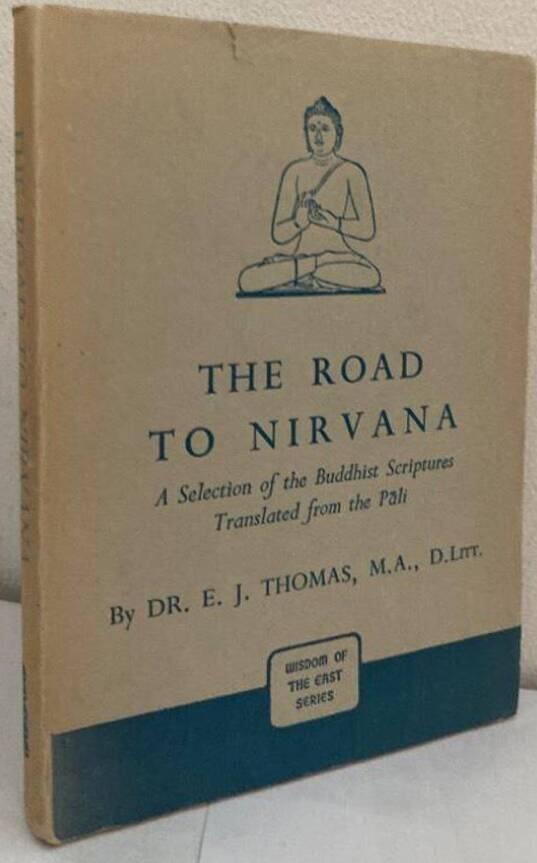 THE ROAD
TO NIRVANA
A Selection of the Buddhist Scriptures
Translated from the Pāli
By DR. E. J. THOMAS, M.A., D.LITT.
WISDOM OF
THE EAST
SERIES
THE ROAD TO NIRVANA